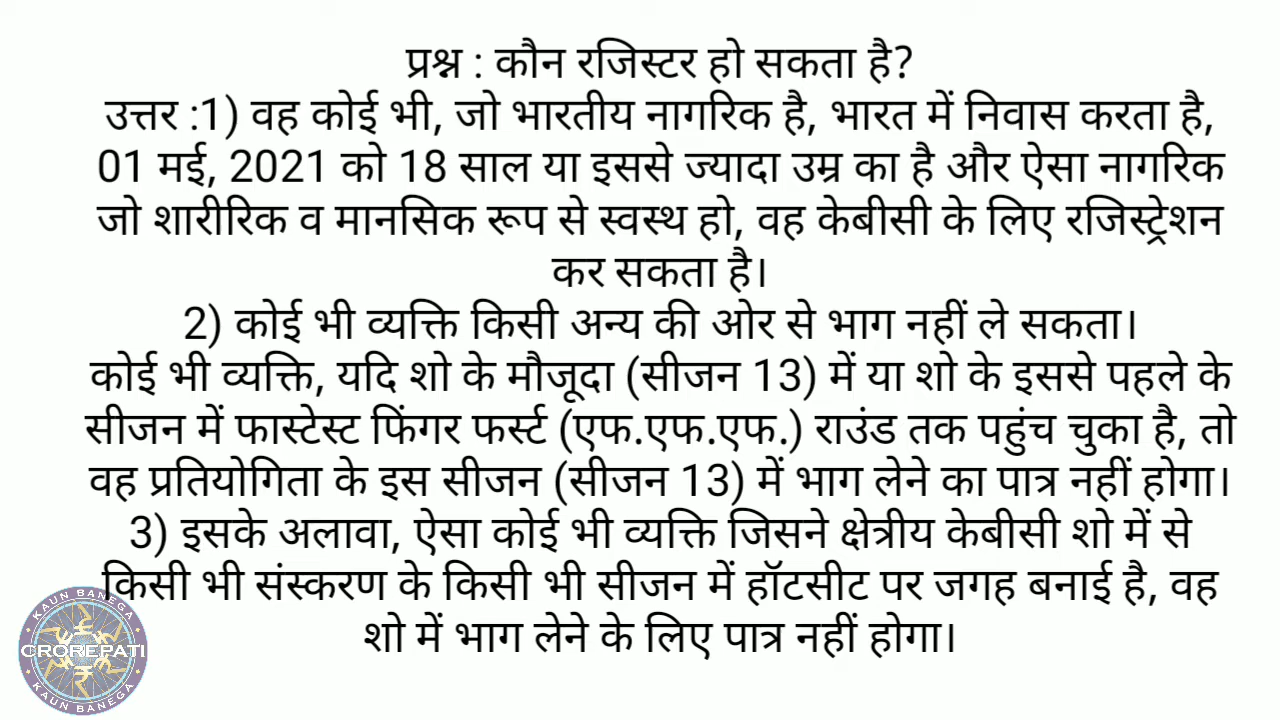 प्रश्न : कौन रजिस्टर हो सकता है?
उत्तर :1) वह कोई भी, जो भारतीय नागरिक है, भारत में निवास करता है,
01 मई, 2021 को 18 साल या इससे ज्यादा उम्र का है और ऐसा नागरिक
जो शारीरिक व मानसिक रूप से स्वस्थ हो, वह केबीसी के लिए रजिस्ट्रेशन
कर सकता है।
2) कोई भी व्यक्ति किसी अन्य की ओर से भाग नहीं ले सकता।
कोई भी व्यक्ति, यदि शो के मौजूदा (सीजन 13) में या शो के इससे पहले के
सीजन में फास्टेस्ट फिंगर फर्स्ट (एफ.एफ.एफ.) राउंड तक पहुंच चुका है, तो
वह प्रतियोगिता के इस सीजन (सीजन 13) में भाग लेने का पात्र नहीं होगा।
3) इसके अलावा, ऐसा कोई भी व्यक्ति जिसने क्षेत्रीय केबीसी शो में से
किसी भी संस्करण के किसी भी सीजन में हॉटसीट पर जगह बनाई है, वह
शो में भाग लेने के लिए पात्र नहीं होगा।
KAUN BANEGA
CROREPATI
KAUN BANEGA